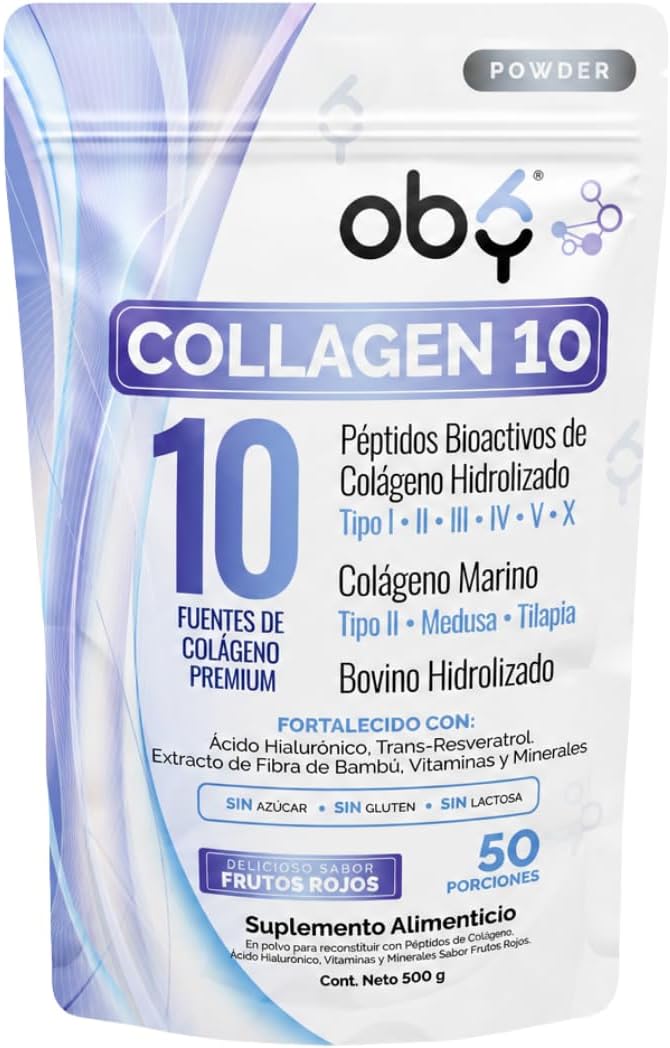 POWDER
oby®
COLLAGEN 10
10
FUENTES DE
COLÁGENO
PREMIUM
Péptidos Bioactivos de
Colágeno Hidrolizado
Tipo I • II • III • IV • V • X
Colágeno Marino
Tipo II • Medusa • Tilapia
Bovino Hidrolizado
FORTALECIDO CON:
Ácido Hialurónico, Trans-Resveratrol.
Extracto de Fibra de Bambú, Vitaminas y Minerales
SIN AZÚCAR • SIN GLUTEN • SIN LACTOSA
DELICIOSO SABOR
FRUTOS ROJOS
50
PORCIONES
Suplemento Alimenticio
En polvo para reconstituir con Péptidos de Colágeno,
Ácido Hialurónico, Vitaminas y Minerales Sabor Frutos Rojos.
Cont. Neto 500 g